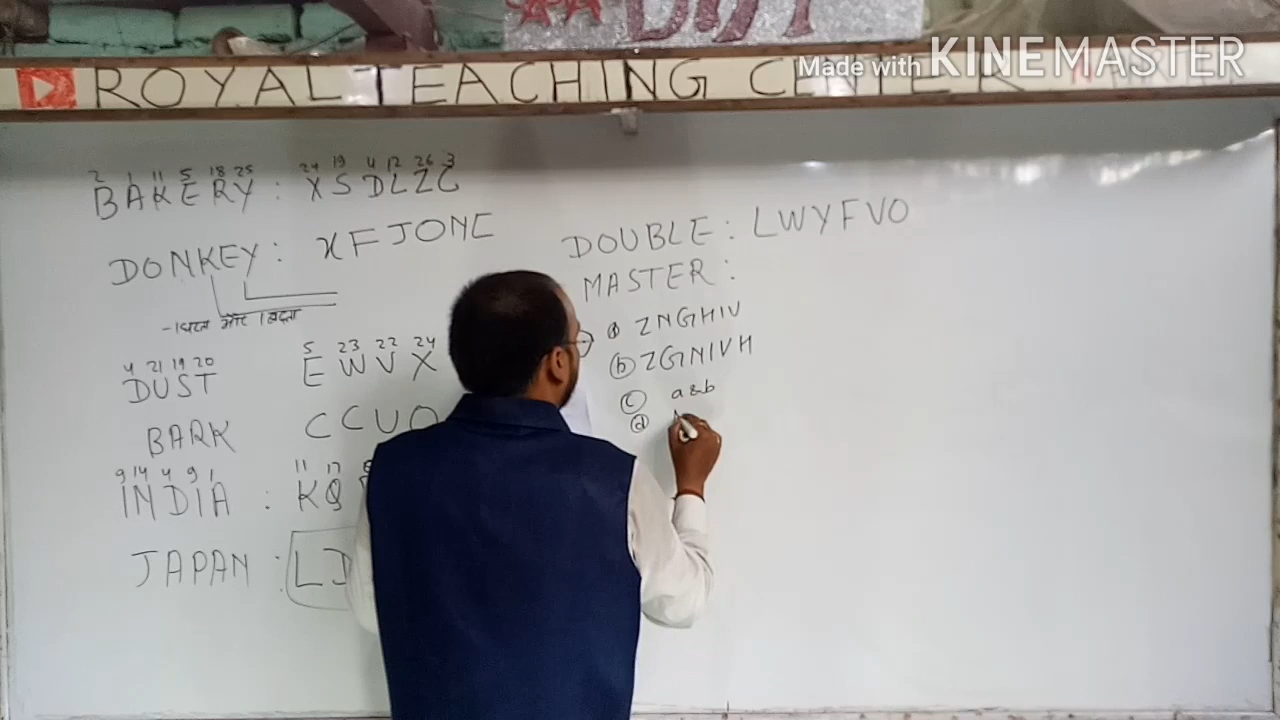 Made with KINEMASTER
ROYAL TEACHING CENTER
2 1 11 5 18 25 24 19 4 12 26 3
BAKERY : XSDLZC
DONKEY : XFJONC
4 21 19 20 5 23 22 24
DUST EWVX
BARK CCUO
9 14 4 9 1 11 17
INDIA : KQ
JAPAN : LD
DOUBLE : LWYFVO
MASTER :
ZNGHIV
(b) ZGNIVH
(c) a & b
(d)